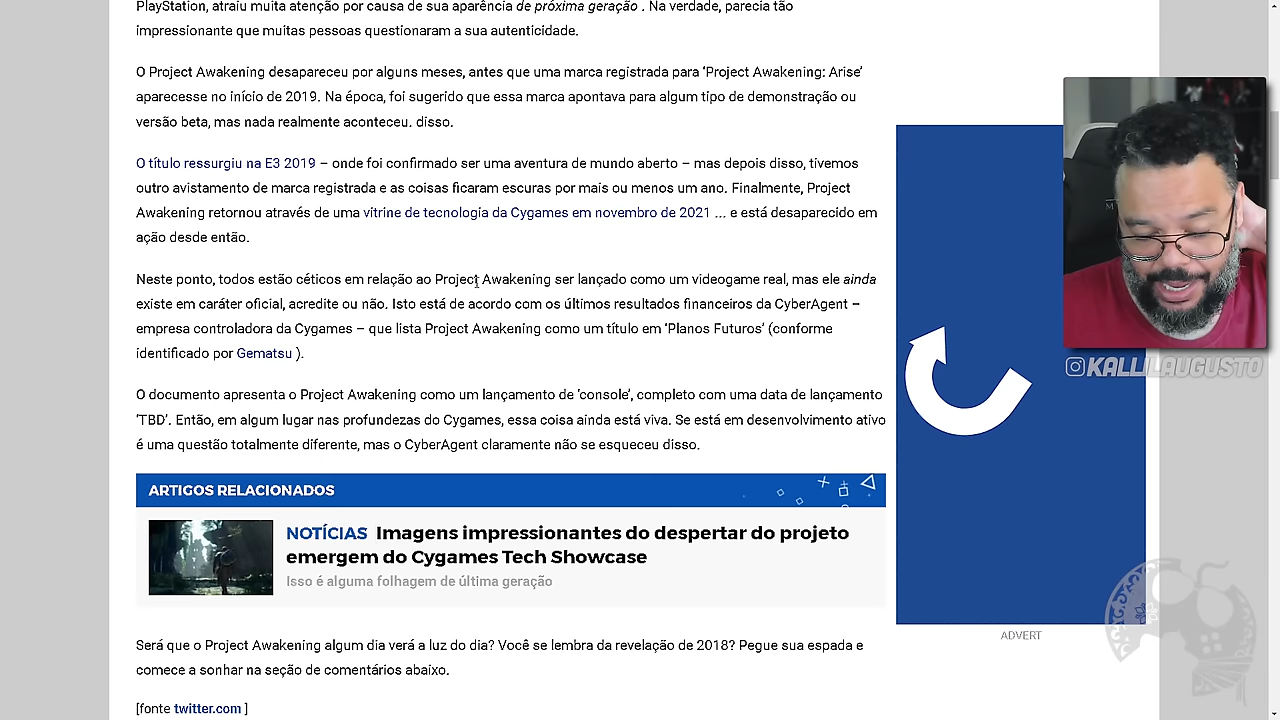 PlayStation, atraiu muita atenção por causa de sua aparência de próxima geração . Na verdade, parecia tão
impressionante que muitas pessoas questionaram a sua autenticidade.
O Project Awakening desapareceu por alguns meses, antes que uma marca registrada para ‘Project Awakening: Arise’
aparecesse no início de 2019. Na época, foi sugerido que essa marca apontava para algum tipo de demonstração ou
versão beta, mas nada realmente aconteceu. disso.
O título ressurgiu na E3 2019 – onde foi confirmado ser uma aventura de mundo aberto – mas depois disso, tivemos
outro avistamento de marca registrada e as coisas ficaram escuras por mais ou menos um ano. Finalmente, Project
Awakening retornou através de uma vitrine de tecnologia da Cygames em novembro de 2021 ... e está desaparecido em
ação desde então.
Neste ponto, todos estão céticos em relação ao Project Awakening ser lançado como um videogame real, mas ele ainda
existe em caráter oficial, acredite ou não. Isto está de acordo com os últimos resultados financeiros da CyberAgent –
empresa controladora da Cygames – que lista Project Awakening como um título em ‘Planos Futuros’ (conforme
identificado por Gematsu ).
O documento apresenta o Project Awakening como um lançamento de ‘console’, completo com uma data de lançamento
‘TBD’. Então, em algum lugar nas profundezas do Cygames, essa coisa ainda está viva. Se está em desenvolvimento ativo
é uma questão totalmente diferente, mas o CyberAgent claramente não se esqueceu disso.
ARTIGOS RELACIONADOS
NOTÍCIAS Imagens impressionantes do despertar do projeto
emergem do Cygames Tech Showcase
Isso é alguma folhagem de última geração
Será que o Project Awakening algum dia verá a luz do dia? Você se lembra da revelação de 2018? Pegue sua espada e
comece a sonhar na seção de comentários abaixo.
[fonte twitter.com ]
ADVERT
KALLILAUGUSTO